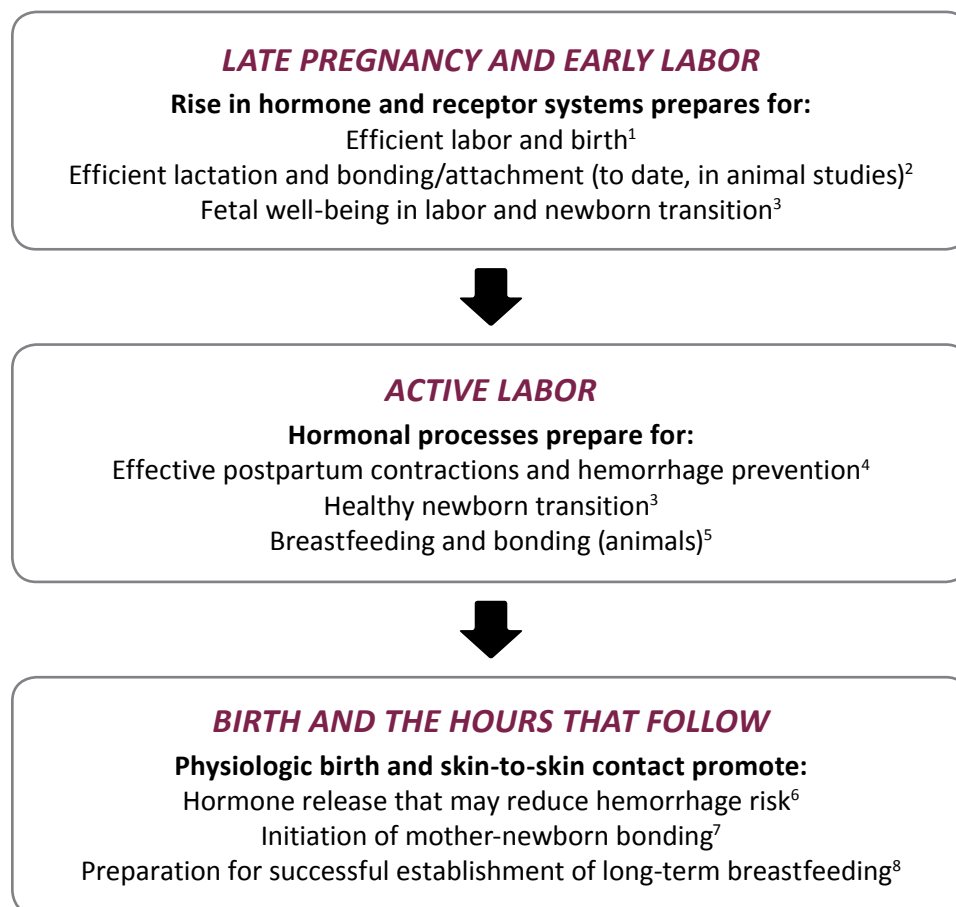 LATE PREGNANCY AND EARLY LABOR
Rise in hormone and receptor systems prepares for:
Efficient labor and birth¹
Efficient lactation and bonding/attachment (to date, in animal studies)²
Fetal well-being in labor and newborn transition³
ACTIVE LABOR
Hormonal processes prepare for:
Effective postpartum contractions and hemorrhage prevention⁴
Healthy newborn transition³
Breastfeeding and bonding (animals)⁵
BIRTH AND THE HOURS THAT FOLLOW
Physiologic birth and skin-to-skin contact promote:
Hormone release that may reduce hemorrhage risk⁶
Initiation of mother-newborn bonding⁷
Preparation for successful establishment of long-term breastfeeding⁸